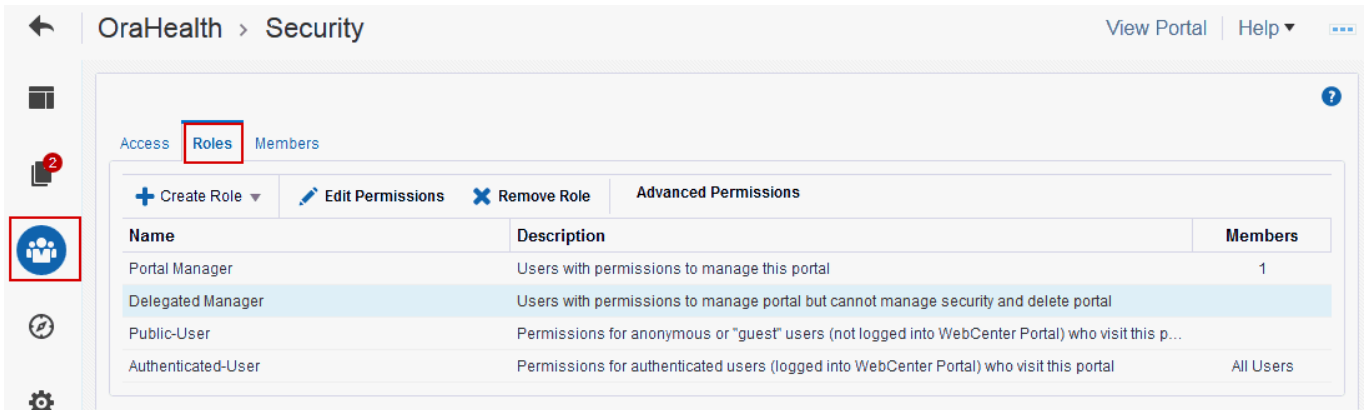 OraHealth > Security
View Portal
Help
2
?
Access
Roles
Members
Create Role
Edit Permissions
Remove Role
Advanced Permissions
Name Description Members
Portal Manager Users with permissions to manage this portal 1
Delegated Manager Users with permissions to manage portal but cannot manage security and delete portal
Public-User Permissions for anonymous or "guest" users (not logged into WebCenter Portal) who visit this p...
Authenticated-User Permissions for authenticated users (logged into WebCenter Portal) who visit this portal All Users